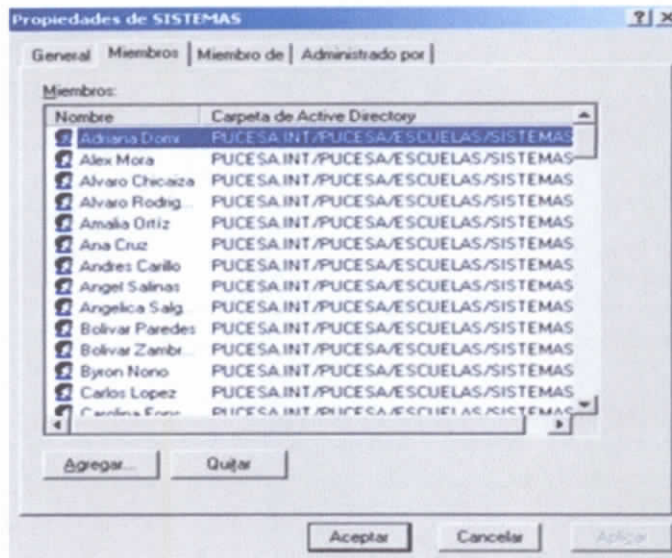 Propiedades de SISTEMAS
General Miembros Miembro de Administrado por
Miembros:
Nombre Carpeta de Active Directory
Adriana Domi PUCESA.INT/PUCESA/ESCUELAS/SISTEMAS
Alex Mora PUCESA.INT/PUCESA/ESCUELAS/SISTEMAS
Alvaro Chicaiza PUCESA.INT/PUCESA/ESCUELAS/SISTEMAS
Alvaro Rodrig... PUCESA.INT/PUCESA/ESCUELAS/SISTEMAS
Amalia Ortiz PUCESA.INT/PUCESA/ESCUELAS/SISTEMAS
Ana Cruz PUCESA.INT/PUCESA/ESCUELAS/SISTEMAS
Andres Carillo PUCESA.INT/PUCESA/ESCUELAS/SISTEMAS
Angel Salinas PUCESA.INT/PUCESA/ESCUELAS/SISTEMAS
Angelica Salg... PUCESA.INT/PUCESA/ESCUELAS/SISTEMAS
Bolivar Paredes PUCESA.INT/PUCESA/ESCUELAS/SISTEMAS
Bolivar Zambr... PUCESA.INT/PUCESA/ESCUELAS/SISTEMAS
Byron Nono PUCESA.INT/PUCESA/ESCUELAS/SISTEMAS
Carlos Lopez PUCESA.INT/PUCESA/ESCUELAS/SISTEMAS
Carolina PUCESA.INT/PUCESA/ESCUELAS/SISTEMAS
Agregar... Quitar
Aceptar Cancelar Aplicar